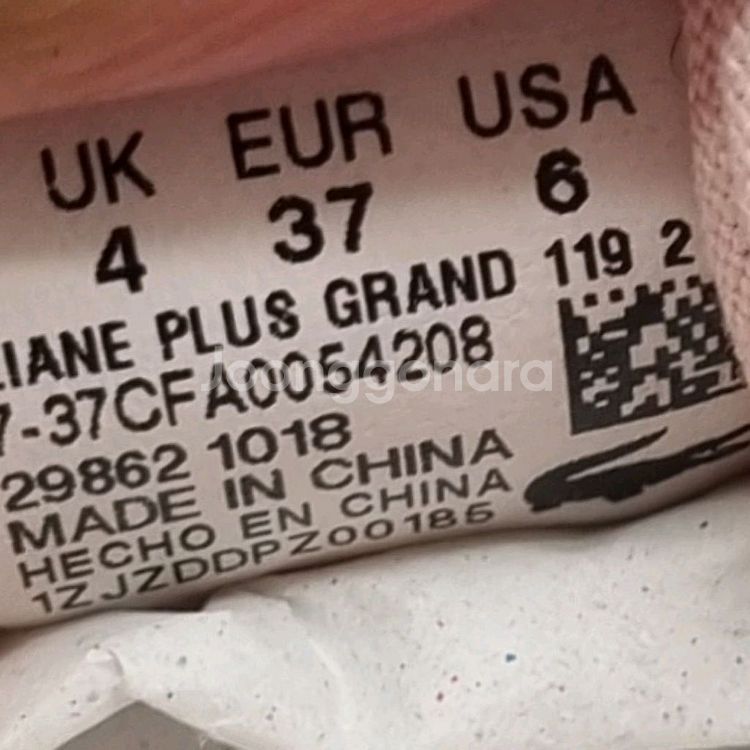 UK EUR USA
4 37 6
LIANE PLUS GRAND 119 2
7-37CFA0054208
29862 1018
MADE IN CHINA
HECHO EN CHINA
1ZJZDDPZ00185
Joonggonara